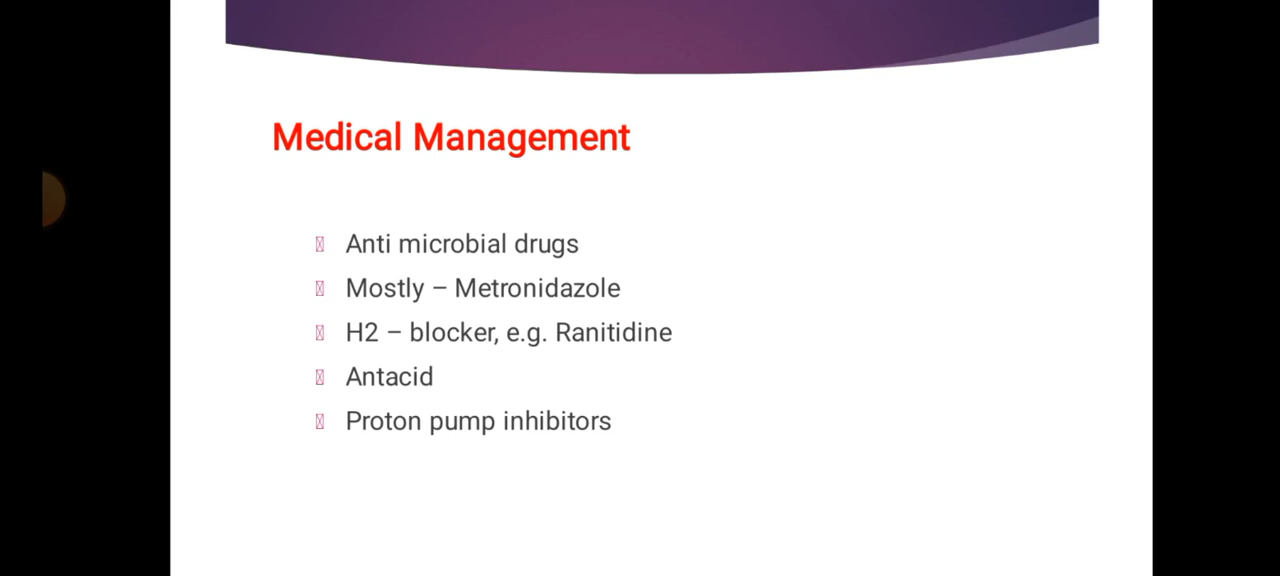 Medical Management
Anti microbial drugs
Mostly – Metronidazole
H2 – blocker, e.g. Ranitidine
Antacid
Proton pump inhibitors